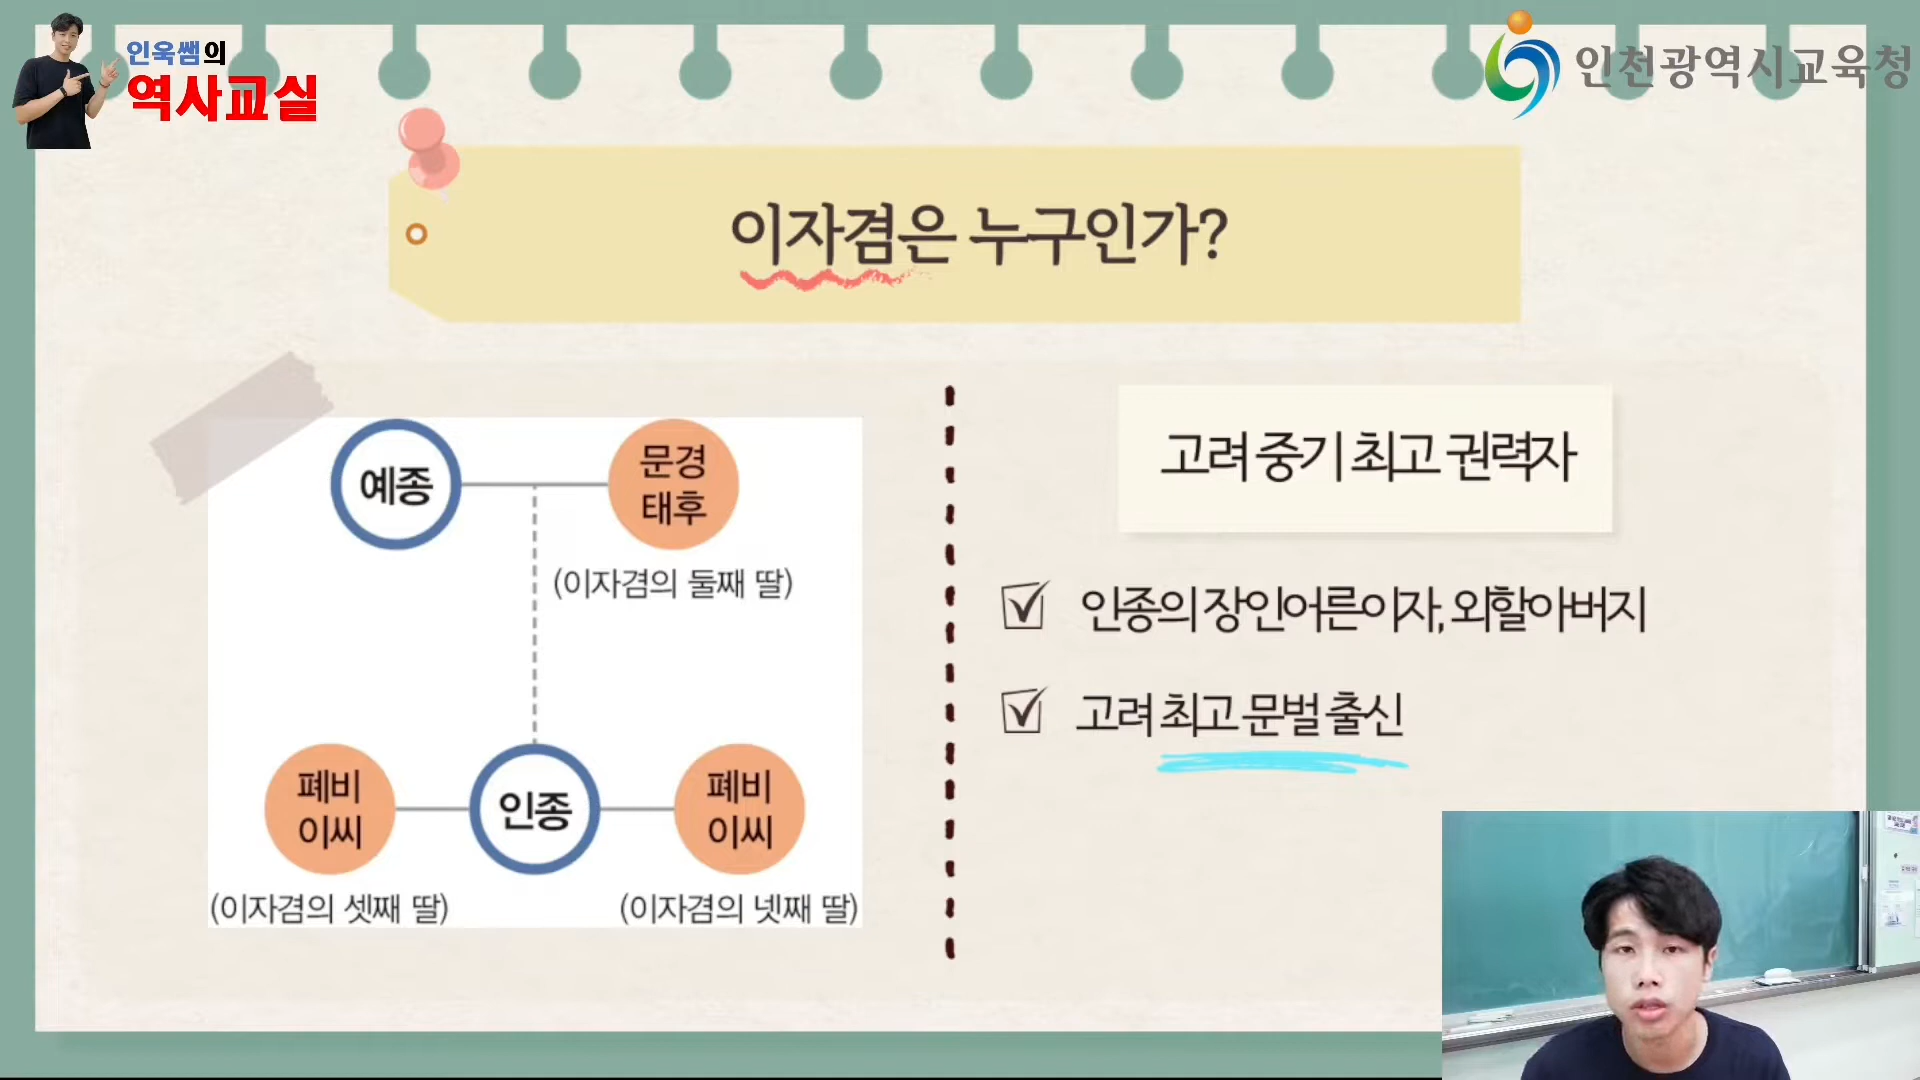 인욱쌤의
역사교실
인천광역시교육청
이자겸은 누구인가?
예종
문경
태후
(이자겸의 둘째 딸)
폐비
이씨
인종
폐비
이씨
(이자겸의 셋째 딸)
(이자겸의 넷째 딸)
고려 중기 최고 권력자
인종의 장인어른이자, 외할아버지
고려 최고 문벌 출신